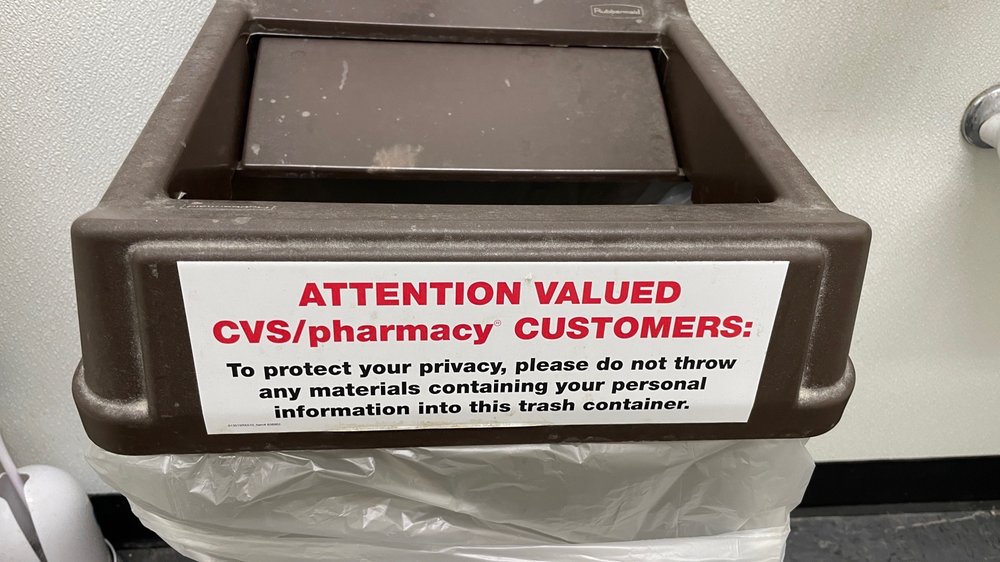 Rubbermaid
ATTENTION VALUED
CVS/pharmacy® CUSTOMERS:
To protect your privacy, please do not throw
any materials containing your personal
information into this trash container.